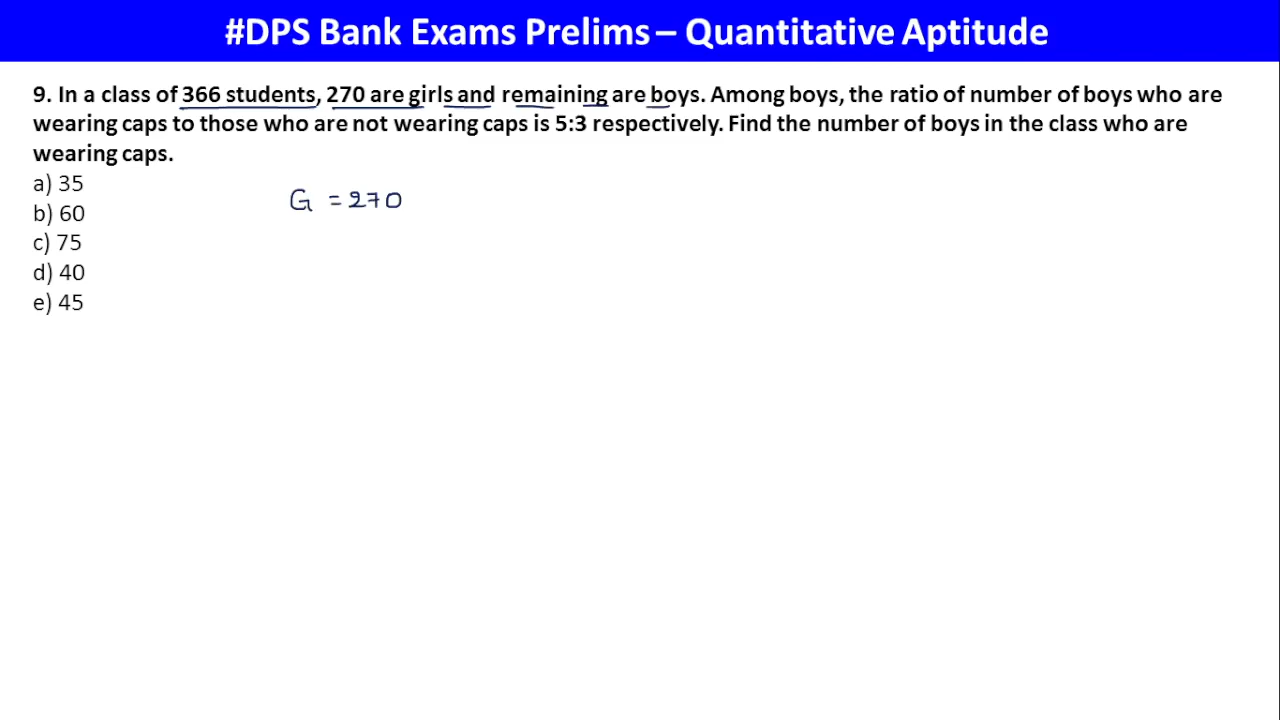 #DPS Bank Exams Prelims – Quantitative Aptitude
9. In a class of 366 students, 270 are girls and remaining are boys. Among boys, the ratio of number of boys who are
wearing caps to those who are not wearing caps is 5:3 respectively. Find the number of boys in the class who are
wearing caps.
a) 35
G = 270
b) 60
c) 75
d) 40
e) 45